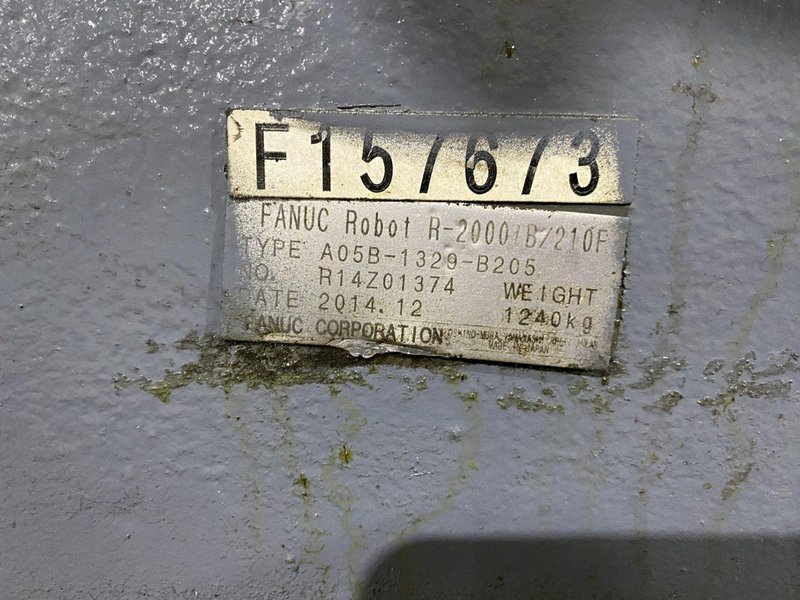 F157673
FANUC Robot R-2000iB/210F
TYPE A05B-1329-B205
NO. R14Z01374 WEIGHT
DATE 2014.12 1240kg
FANUC CORPORATION